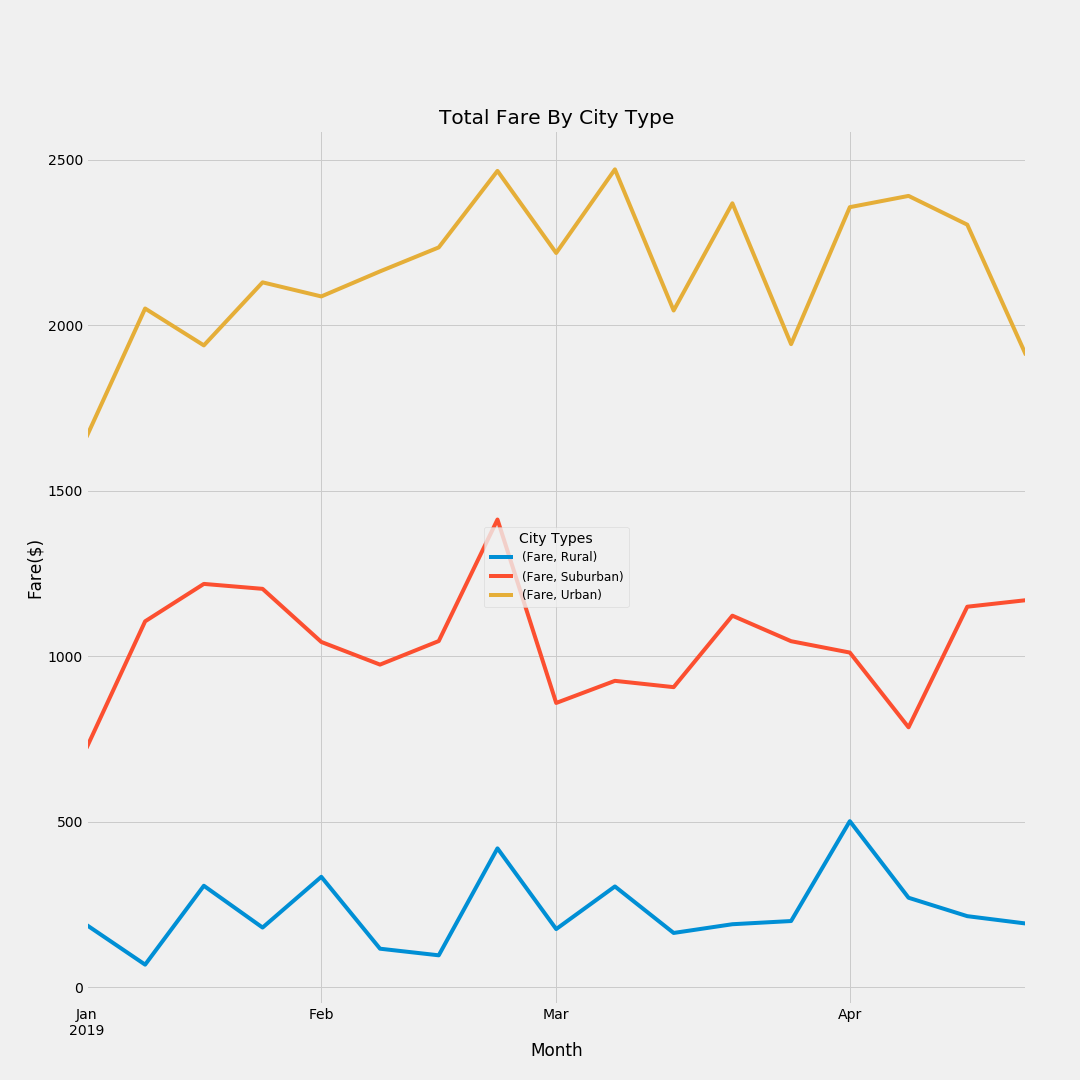 Total Fare By City Type
2500
2000
1500
1000
500
0
Fare($)
City Types
(Fare, Rural)
(Fare, Suburban)
(Fare, Urban)
Jan
2019
Feb
Mar
Apr
Month